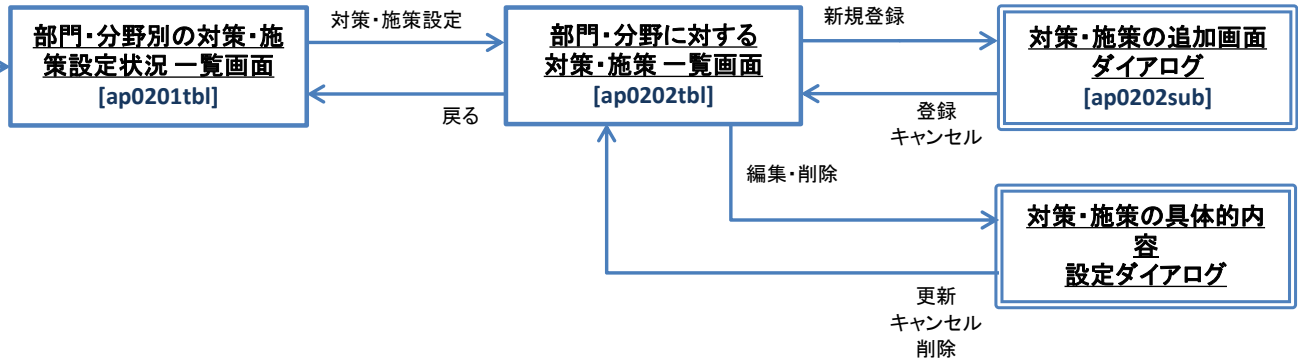 部門・分野別の対策・施
策設定状況 一覧画面
[ap0201tbl]
対策・施策設定
戻る
部門・分野に対する
対策・施策 一覧画面
[ap0202tbl]
新規登録
登録
キャンセル
対策・施策の追加画面
ダイアログ
[ap0202sub]
編集・削除
対策・施策の具体的内
容
設定ダイアログ
更新
キャンセル
削除